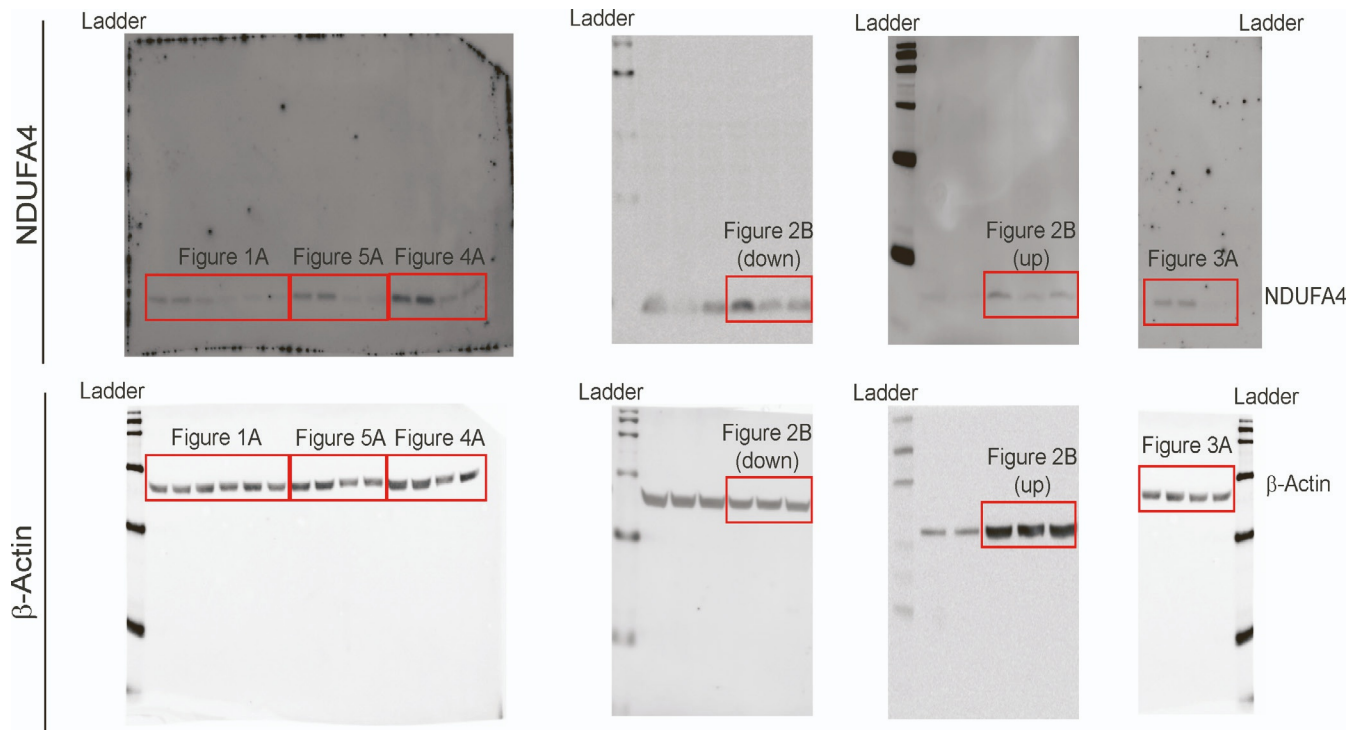 NDUFA4
Ladder
Ladder
Ladder
Ladder
Figure 1A
Figure 5A
Figure 4A
Figure 2B
(down)
Figure 2B
(up)
Figure 3A
NDUFA4
β-Actin
Ladder
Ladder
Ladder
Ladder
Figure 1A
Figure 5A
Figure 4A
Figure 2B
(down)
Figure 2B
(up)
Figure 3A
β-Actin